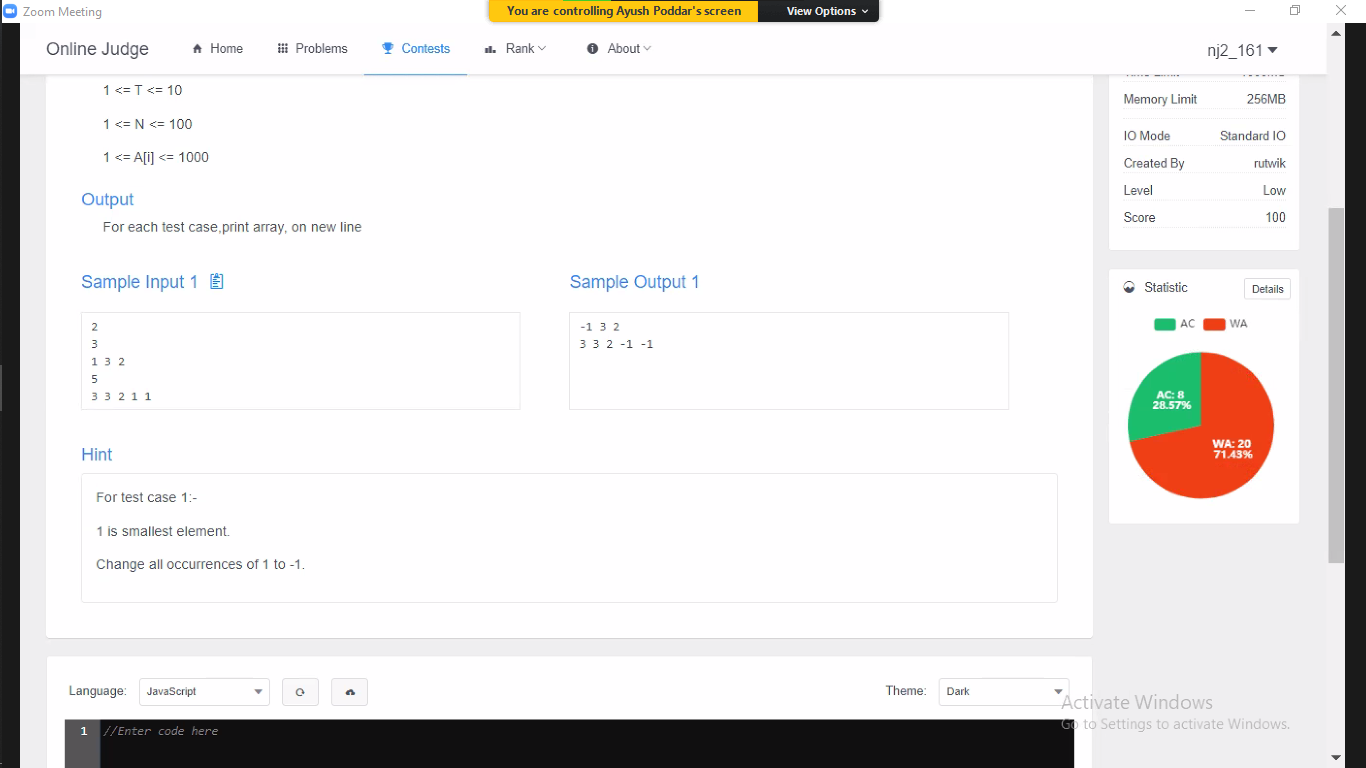 Zoom Meeting
You are controlling Ayush Poddar's screen
View Options
Online Judge
Home
Problems
Contests
Rank
About
nj2_161
1 <= T <= 10
1 <= N <= 100
1 <= A[i] <= 1000
Output
For each test case,print array, on new line
Sample Input 1
Sample Output 1
2
3
1 3 2
5
3 3 2 1 1
-1 3 2
3 3 2 -1 -1
Hint
For test case 1:-
1 is smallest element.
Change all occurrences of 1 to -1.
Memory Limit 256MB
IO Mode Standard IO
Created By rutwik
Level Low
Score 100
Statistic
Details
AC WA
AC: 8
28.57%
WA: 20
71.43%
Language: JavaScript
Theme: Dark
1 //Enter code here
Activate Windows
Go to Settings to activate Windows.